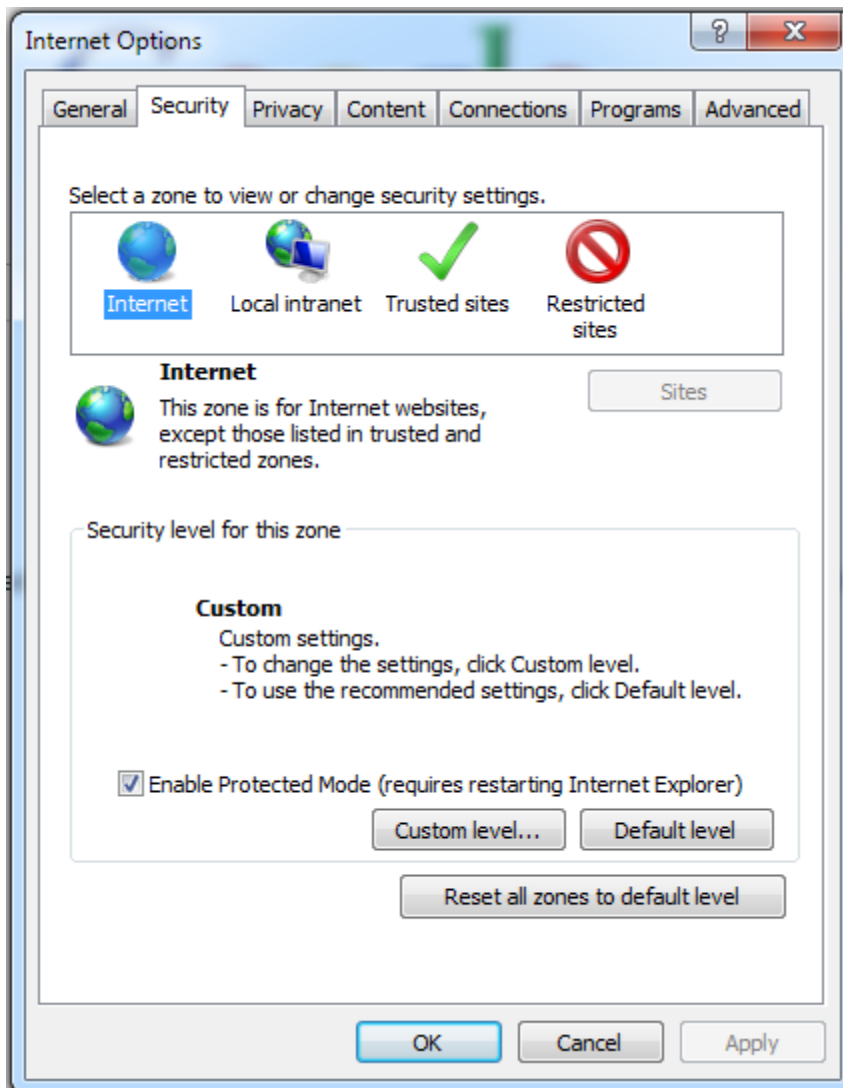 Internet Options
General Security Privacy Content Connections Programs Advanced
Select a zone to view or change security settings.
Internet Local intranet Trusted sites Restricted
sites
Internet
Sites
This zone is for Internet websites,
except those listed in trusted and
restricted zones.
Security level for this zone
Custom
Custom settings.
- To change the settings, click Custom level.
- To use the recommended settings, click Default level.
Enable Protected Mode (requires restarting Internet Explorer)
Custom level... Default level
Reset all zones to default level
OK Cancel Apply